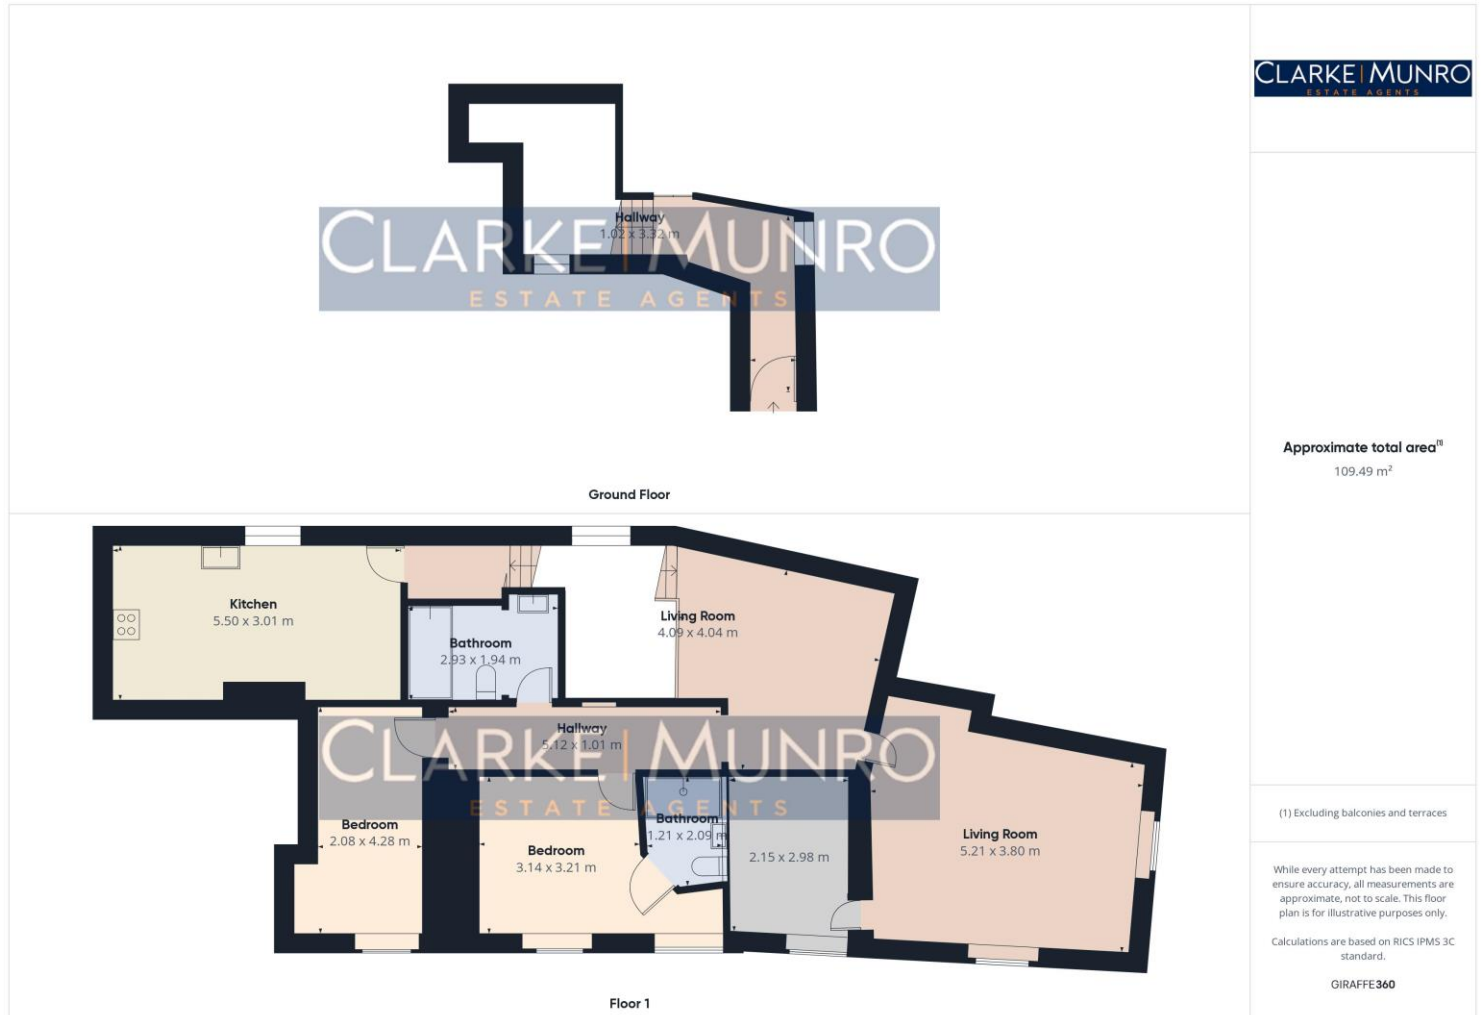 CLARKE | MUNRO
ESTATE AGENTS
Hallway
1.02 x 3.32 m
CLARKE | MUNRO
ESTATE AGENTS
Ground Floor
Approximate total area(1)
109.49 m²
Kitchen
5.50 x 3.01 m
Bathroom
2.93 x 1.94 m
Living Room
4.09 x 4.04 m
Hallway
5.12 x 1.01 m
CLARKE | MUNRO
ESTATE AGENTS
Bedroom
2.08 x 4.28 m
Bedroom
3.14 x 3.21 m
Bathroom
1.21 x 2.09 m
2.15 x 2.98 m
Living Room
5.21 x 3.80 m
Floor 1
(1) Excluding balconies and terraces
While every attempt has been made to
ensure accuracy, all measurements are
approximate, not to scale. This floor
plan is for illustrative purposes only.
Calculations are based on RICS IPMS 3C
standard.
GIRAFFE360